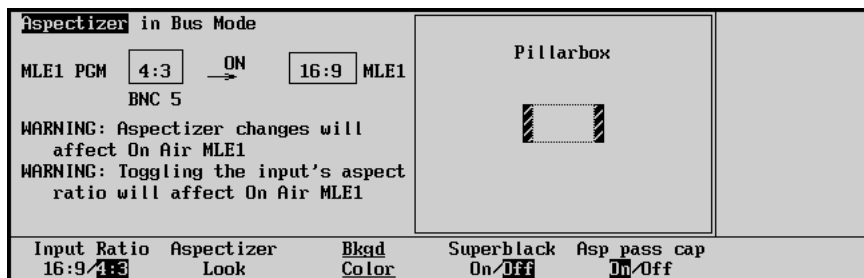 Aspectizer in Bus Mode
MLE1 PGM 4:3 ON 16:9 MLE1
BNC 5
WARNING: Aspectizer changes will
affect On Air MLE1
WARNING: Toggling the input's aspect
ratio will affect On Air MLE1
Pillarbox
Input Ratio Aspectizer Bkgd Superblack Asp pass cap
16:9/4:3 Look Color On/Off On/Off